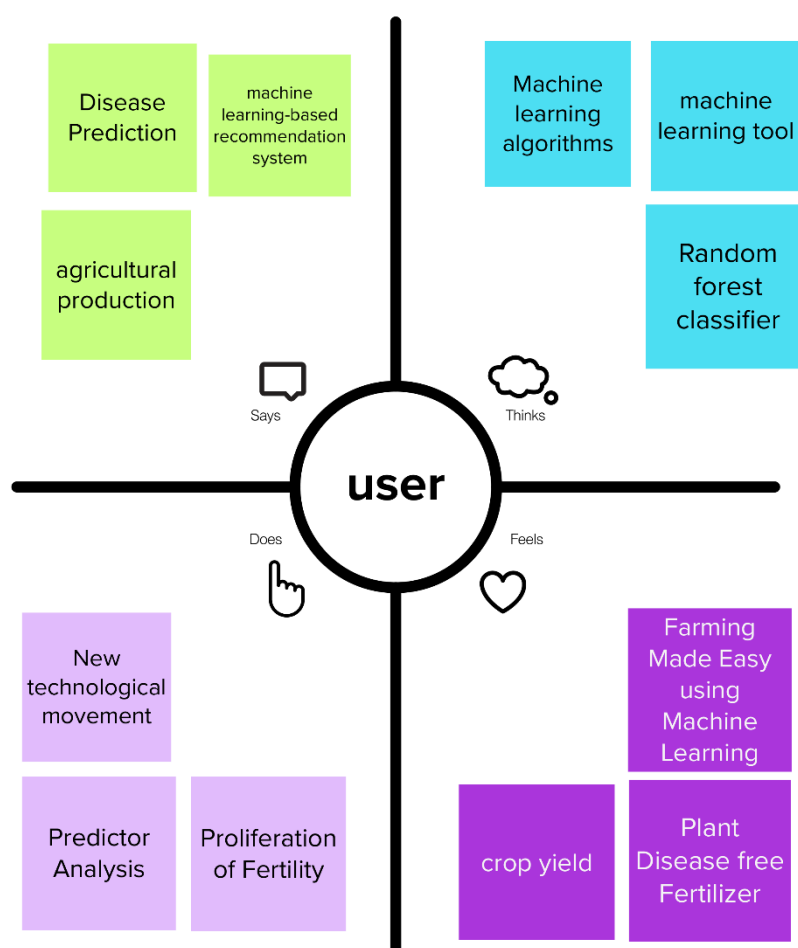 Disease
Prediction
machine
learning-based
recommendation
system
agricultural
production
Says
Machine
learning
algorithms
machine
learning tool
Random
forest
classifier
Thinks
user
Does
New
technological
movement
Predictor
Analysis
Proliferation
of Fertility
Feels
Farming
Made Easy
using
Machine
Learning
crop yield
Plant
Disease free
Fertilizer